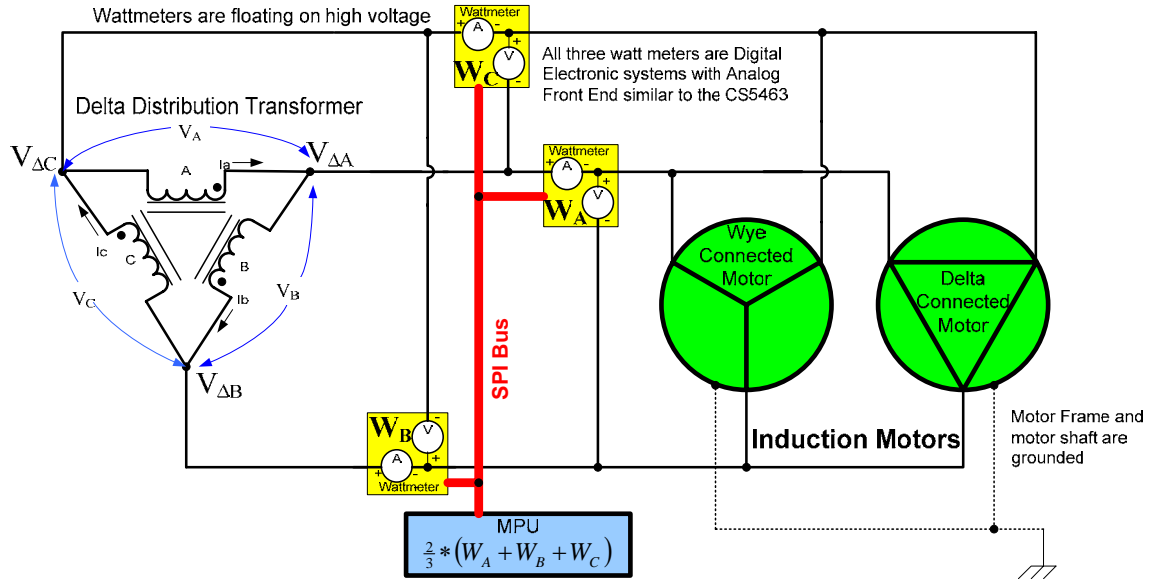 Wattmeters are floating on high voltage
Wattmeter
+ A -
+
V
-
W_C
All three watt meters are Digital
Electronic systems with Analog
Front End similar to the CS5463
Delta Distribution Transformer
V_A
V_ΔC
A
Ia
V_ΔA
Wattmeter
+ A -
+
V
-
W_A
Ic
C
B
Ib
V_C
V_B
V_ΔB
Wye
Connected
Motor
Delta
Connected
Motor
SPI Bus
W_B
-
V
+
+ A -
Wattmeter
Induction Motors
Motor Frame and
motor shaft are
grounded
MPU
2/3 * (W_A + W_B + W_C)